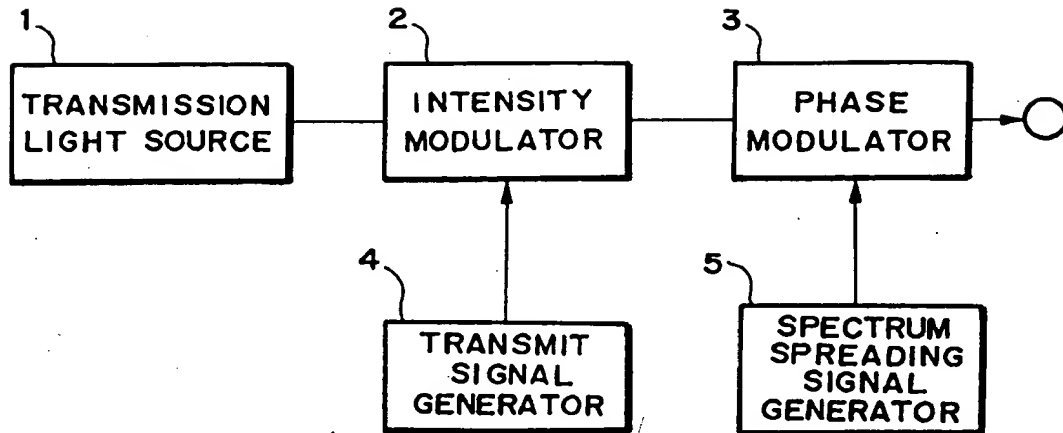 1
TRANSMISSION
LIGHT SOURCE
2
INTENSITY
MODULATOR
3
PHASE
MODULATOR
4
TRANSMIT
SIGNAL
GENERATOR
5
SPECTRUM
SPREADING
SIGNAL
GENERATOR